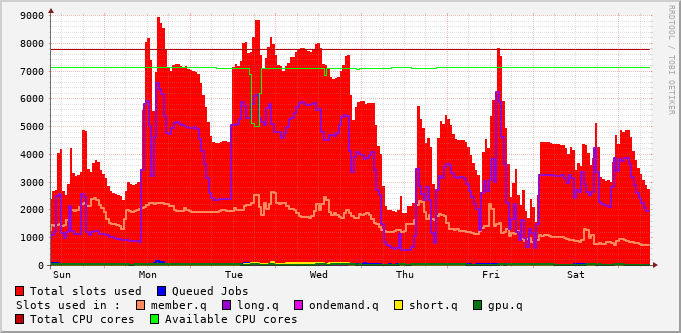 9000
8000
7000
6000
5000
4000
3000
2000
1000
0
Sun Mon Tue Wed Thu Fri Sat
RRDTOOL / TOBI OETIKER
Total slots used Queued Jobs
Slots used in : member.q long.q ondemand.q short.q gpu.q
Total CPU cores Available CPU cores